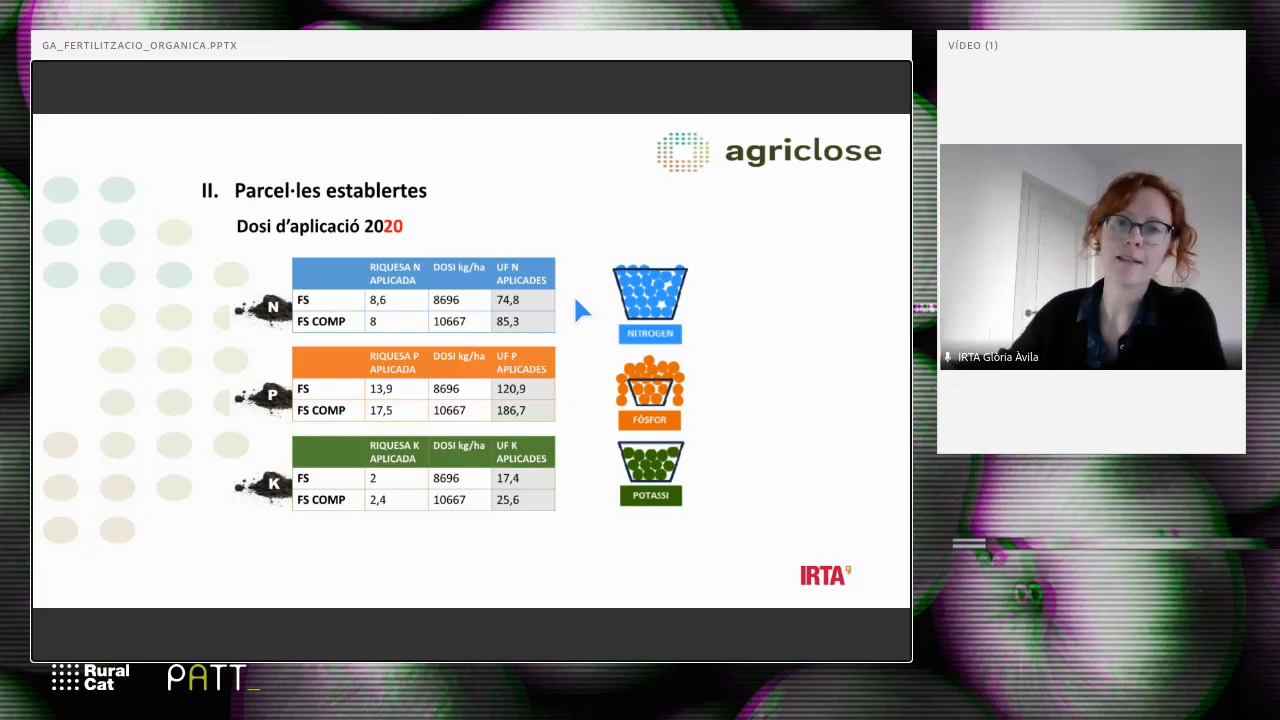 GA_FERTILITZACIO_ORGANICA.PPTX
VÍDEO (1)
agriclose
II. Parcel·les establertes
Dosi d'aplicació 2020
RIQUESA N APLICADA DOSI kg/ha UF N APLICADES
N
FS 8,6 8696 74,8
FS COMP 8 10667 85,3
NITROGEN
RIQUESA P APLICADA DOSI kg/ha UF P APLICADES
P
FS 13,9 8696 120,9
FS COMP 17,5 10667 186,7
FÒSFOR
RIQUESA K APLICADA DOSI kg/ha UF K APLICADES
K
FS 2 8696 17,4
FS COMP 2,4 10667 25,6
POTASSI
IRTA
IRTA Glòria Àvila
Rural
Cat
PATT_